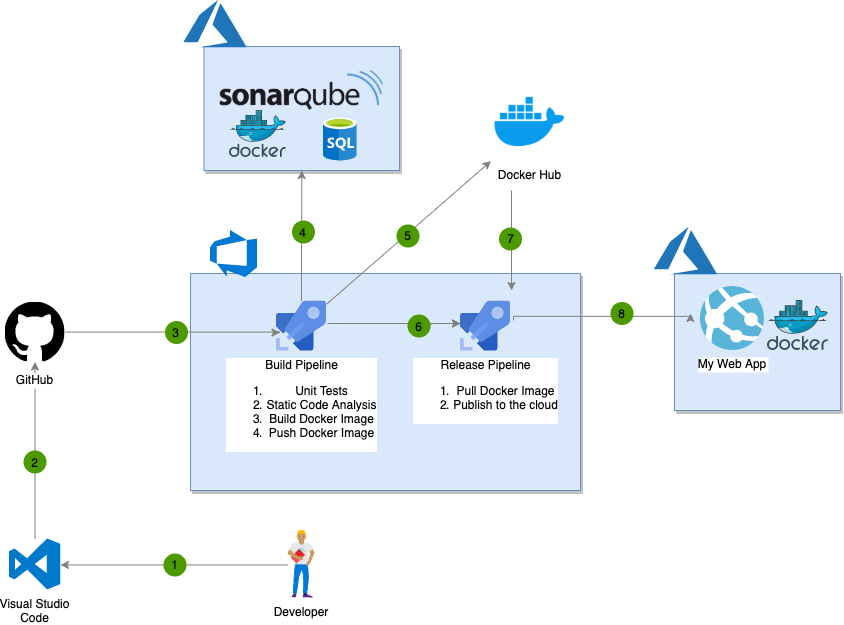 sonarqube
docker
SQL
Docker Hub
4
5
7
8
3
6
GitHub
Build Pipeline
1. Unit Tests
2. Static Code Analysis
3. Build Docker Image
4. Push Docker Image
Release Pipeline
1. Pull Docker Image
2. Publish to the cloud
docker
My Web App
2
1
Visual Studio
Code
Developer